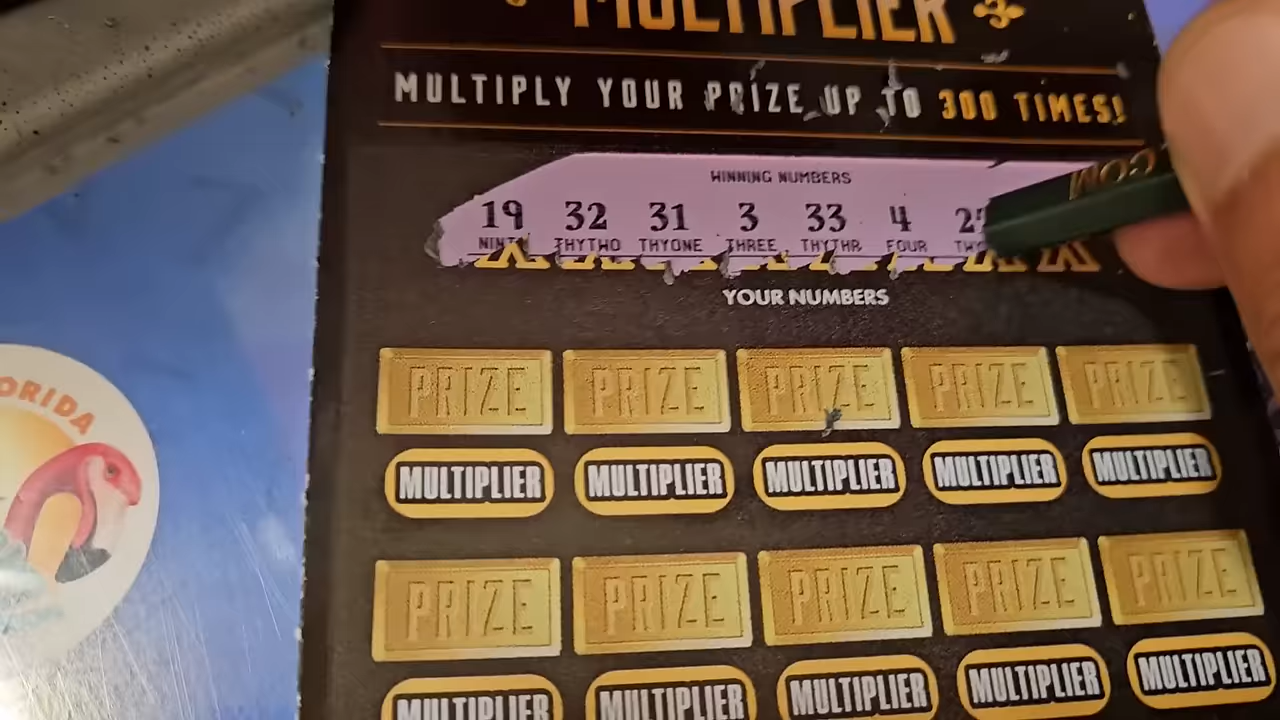 MULTIPLIER
MULTIPLY YOUR PRIZE UP TO 300 TIMES!
WINNING NUMBERS
19 32 31 3 33 4
THYTWO THYONE THREE THYTHR FOUR
YOUR NUMBERS
PRIZE PRIZE PRIZE PRIZE PRIZE
MULTIPLIER MULTIPLIER MULTIPLIER MULTIPLIER MULTIPLIER
PRIZE PRIZE PRIZE PRIZE PRIZE
MULTIPLIER MULTIPLIER MULTIPLIER MULTIPLIER MULTIPLIER
ORIDA
.COM